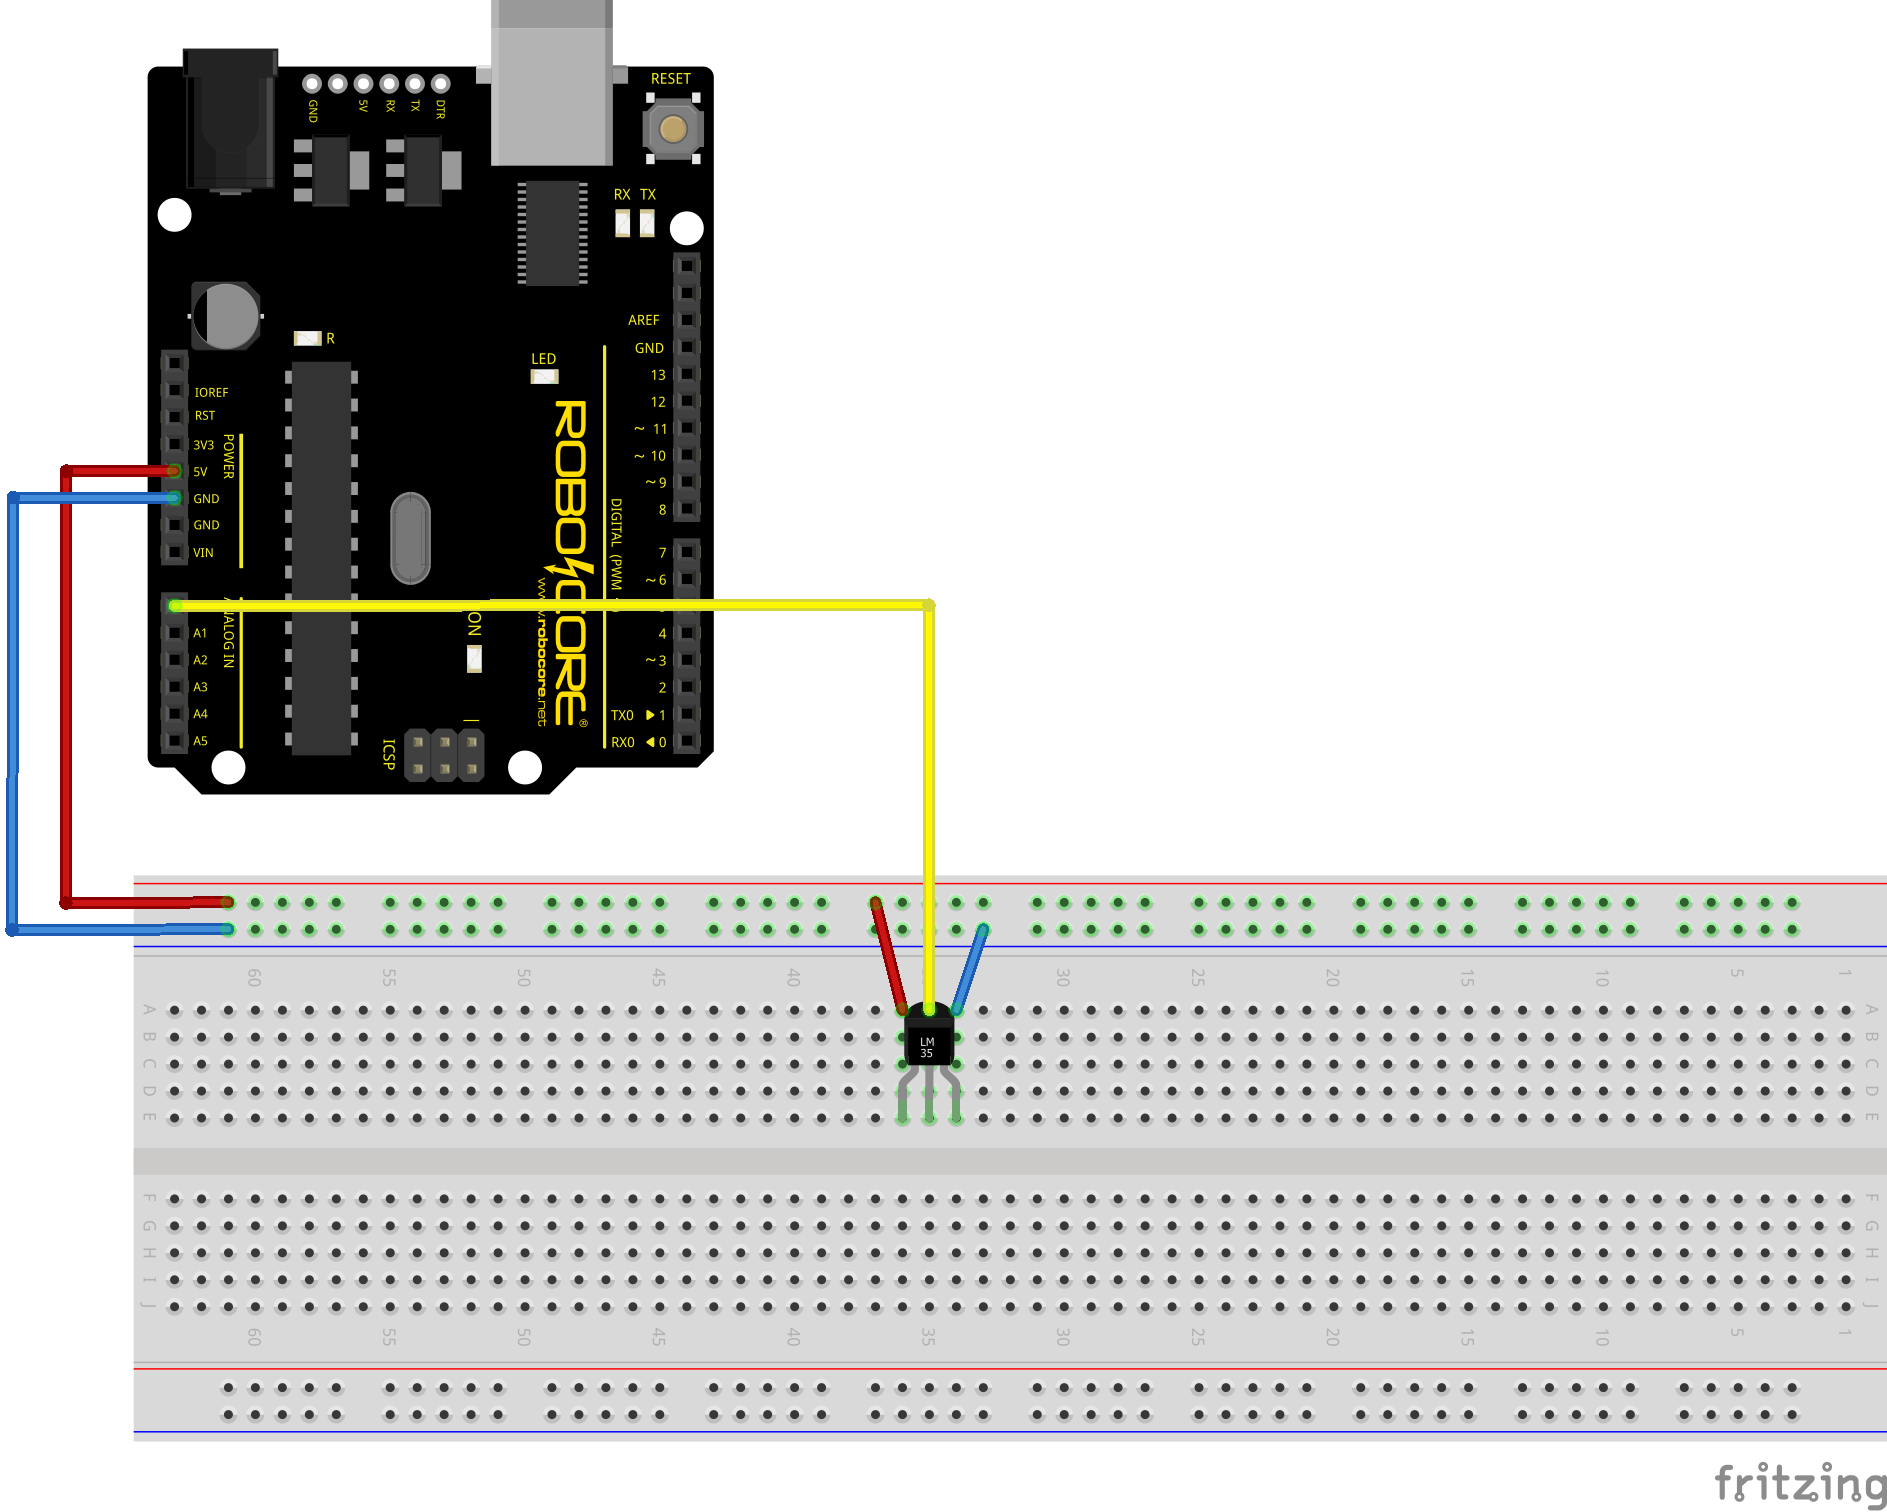 RESET
GND 5V RX TX DTR
RX TX
R
LED
IOREF
RST
3V3
5V
GND
GND
VIN
POWER
A1
A2
A3
A4
A5
ANALOG IN
AREF
GND
13
12
~ 11
~ 10
~ 9
8
7
~ 6
4
~ 3
2
TX0 ▶ 1
RX0 ◀ 0
DIGITAL (PWM
ROBOCORE®
www.robocore.net
ON
ICSP
60 55 50 45 40 30 25 20 15 10 5 1
A A
B B
C C
D D
E E
LM
35
F F
G G
H H
I I
J J
60 55 50 45 40 35 30 25 20 15 10 5 1
fritzing